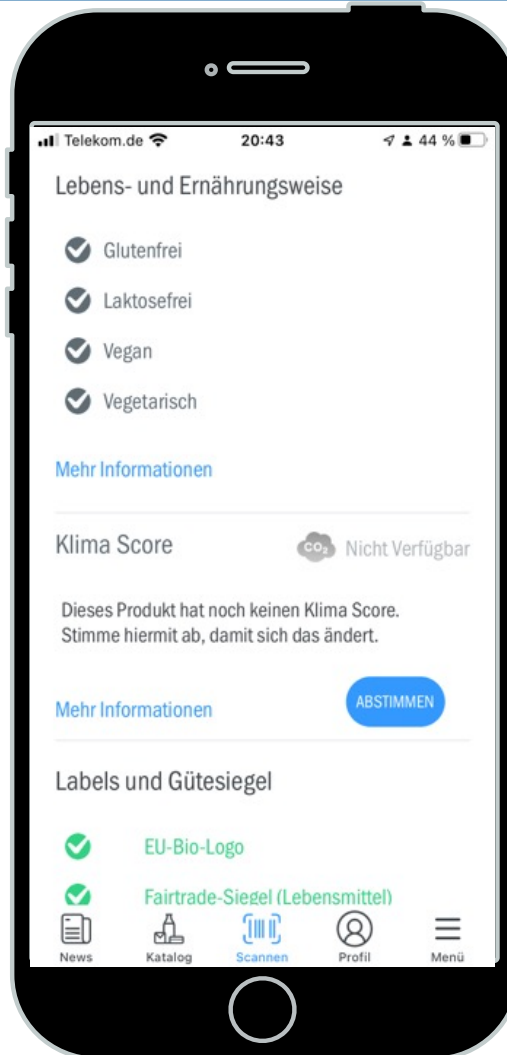 Telekom.de 20:43 44 %
Lebens- und Ernährungsweise
Glutenfrei
Laktosefrei
Vegan
Vegetarisch
Mehr Informationen
Klima Score CO₂ Nicht Verfügbar
Dieses Produkt hat noch keinen Klima Score.
Stimme hiermit ab, damit sich das ändert.
Mehr Informationen ABSTIMMEN
Labels und Gütesiegel
EU-Bio-Logo
Fairtrade-Siegel (Lebensmittel)
News Katalog Scannen Profil Menü